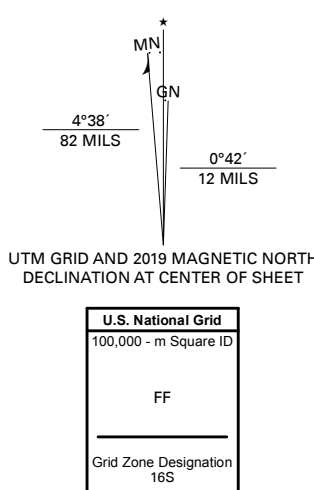 ★
MN
GN
4°38´
82 MILS
0°42´
12 MILS
UTM GRID AND 2019 MAGNETIC NORTH
DECLINATION AT CENTER OF SHEET
U.S. National Grid
100,000 - m Square ID
FF
Grid Zone Designation
16S